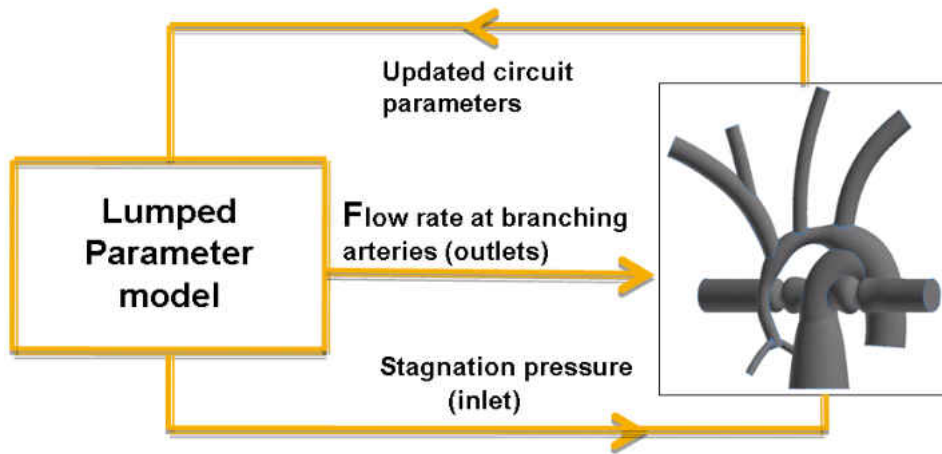 Updated circuit
parameters
Lumped
Parameter
model
Flow rate at branching
arteries (outlets)
Stagnation pressure
(inlet)